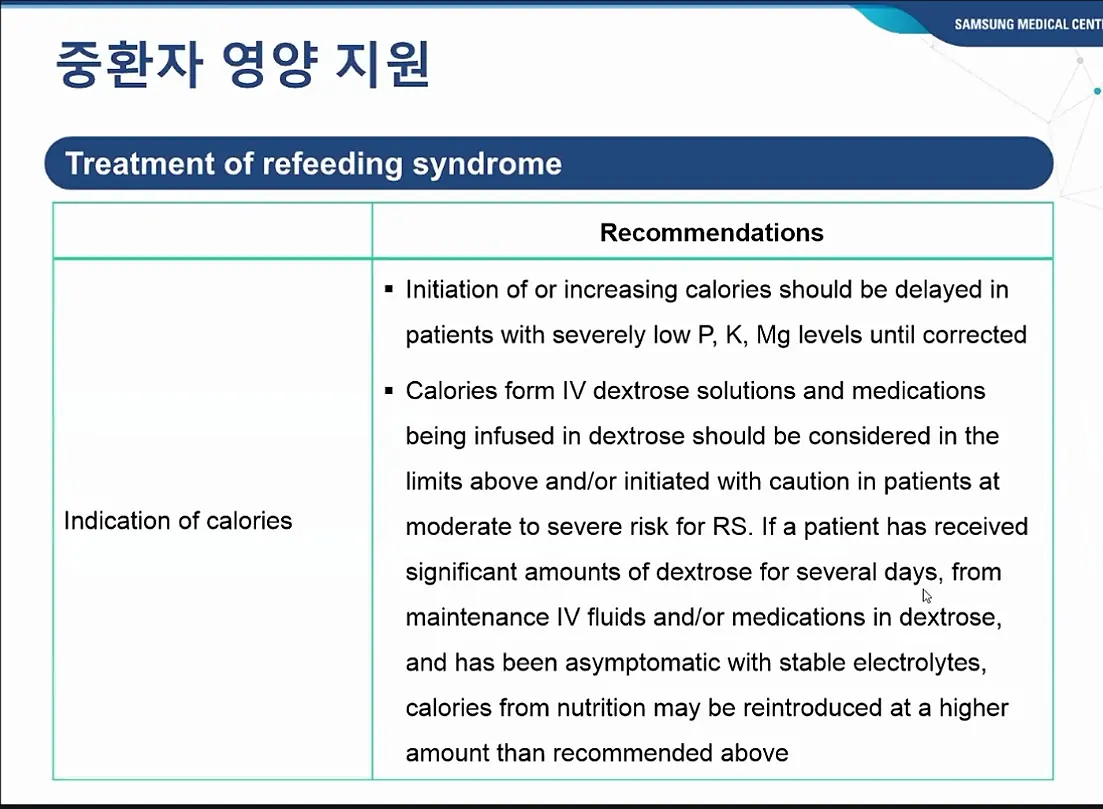 SAMSUNG MEDICAL
중환자 영양 지원
Treatment of refeeding syndrome
Recommendations
▪ Initiation of or increasing calories should be delayed in
patients with severely low P, K, Mg levels until corrected
▪ Calories form IV dextrose solutions and medications
being infused in dextrose should be considered in the
limits above and/or initiated with caution in patients at
Indication of calories
moderate to severe risk for RS. If a patient has received
significant amounts of dextrose for several days, from
maintenance IV fluids and/or medications in dextrose,
and has been asymptomatic with stable electrolytes,
calories from nutrition may be reintroduced at a higher
amount than recommended above